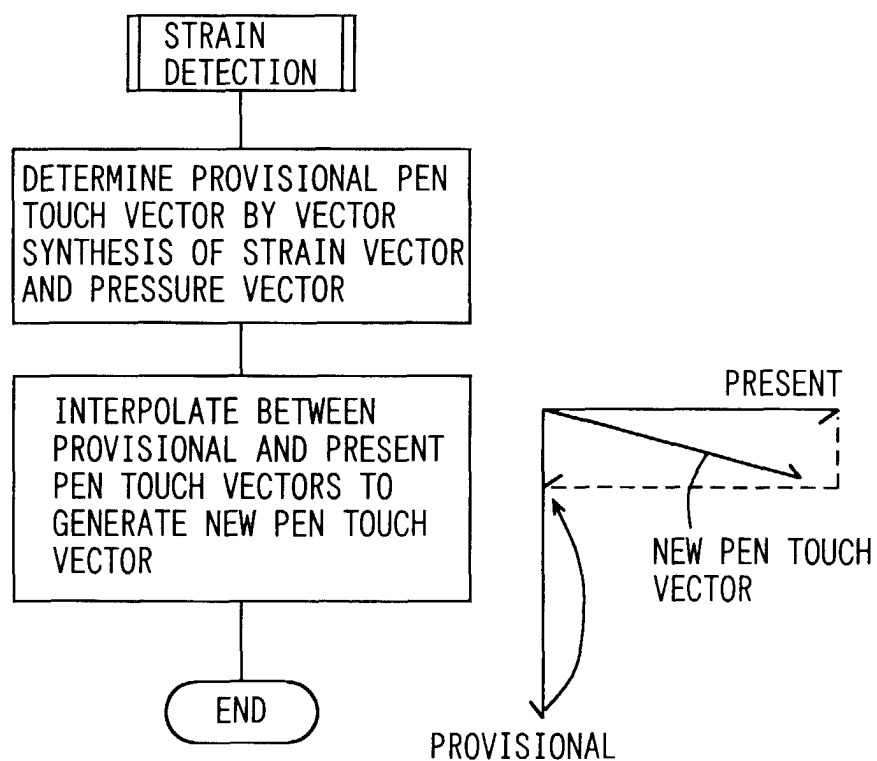 STRAIN
DETECTION
DETERMINE PROVISIONAL PEN
TOUCH VECTOR BY VECTOR
SYNTHESIS OF STRAIN VECTOR
AND PRESSURE VECTOR
INTERPOLATE BETWEEN
PROVISIONAL AND PRESENT
PEN TOUCH VECTORS TO
GENERATE NEW PEN TOUCH
VECTOR
END
PRESENT
NEW PEN TOUCH
VECTOR
PROVISIONAL